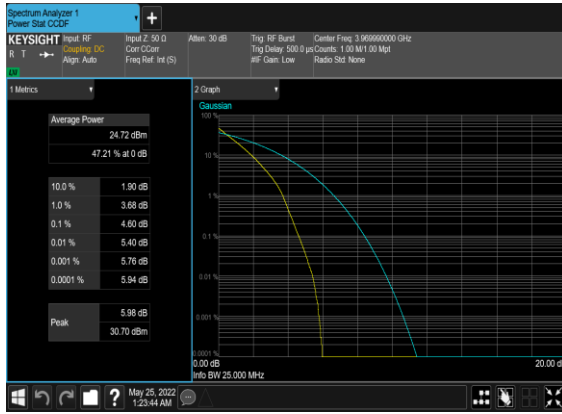 Spectrum Analyzer 1
Power Stat CCDF
KEYSIGHT
R T
LXI
Input: RF
Coupling: DC
Align: Auto
Input Z: 50 Ω
Corr CCorr
Freq Ref: Int (S)
Atten: 30 dB
Trig: RF Burst
Trig Delay: 500.0 µs
#IF Gain: Low
Center Freq: 3.969990000 GHz
Counts: 1.00 M/1.00 Mpt
Radio Std: None
1 Metrics
Average Power
24.72 dBm
47.21 % at 0 dB
10.0 % 1.90 dB
1.0 % 3.68 dB
0.1 % 4.60 dB
0.01 % 5.40 dB
0.001 % 5.76 dB
0.0001 % 5.94 dB
Peak
5.98 dB
30.70 dBm
2 Graph
Gaussian
100 %
10 %
1 %
0.1 %
0.01 %
0.001 %
0.0001 %
0.00 dB
20.00 d
Info BW 25.000 MHz
?
May 25, 2022
1:23:44 AM